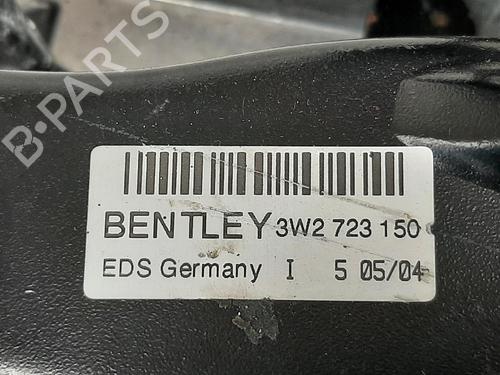 B-PARTS
BENTLEY 3W2 723 150
EDS Germany I 5 05/04